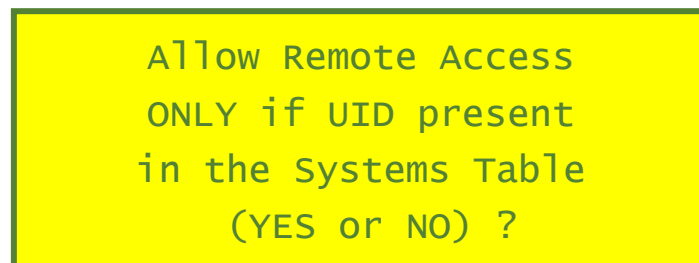 Allow Remote Access
ONLY if UID present
in the Systems Table
(YES or NO) ?